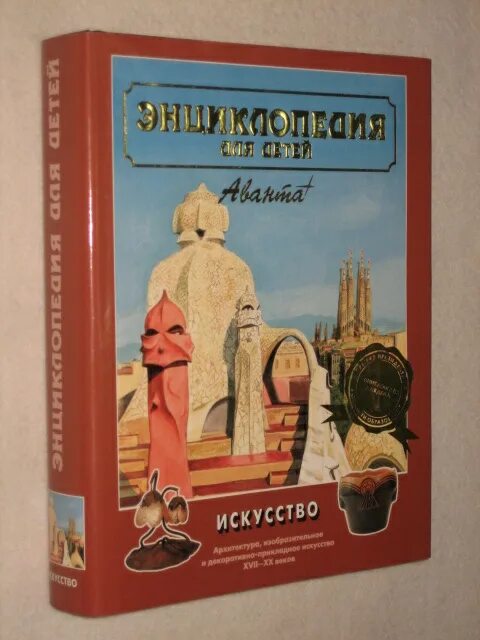 ЭНЦИКЛОПЕДИЯ ДЛЯ ДЕТЕЙ
ИСКУССТВО
ЭНЦИКЛОПЕДИЯ
ДЛЯ ДЕТЕЙ
Аванта+
ИСКУССТВО
Архитектура, изобразительное
и декоративно-прикладное искусство
XVII–XX веков